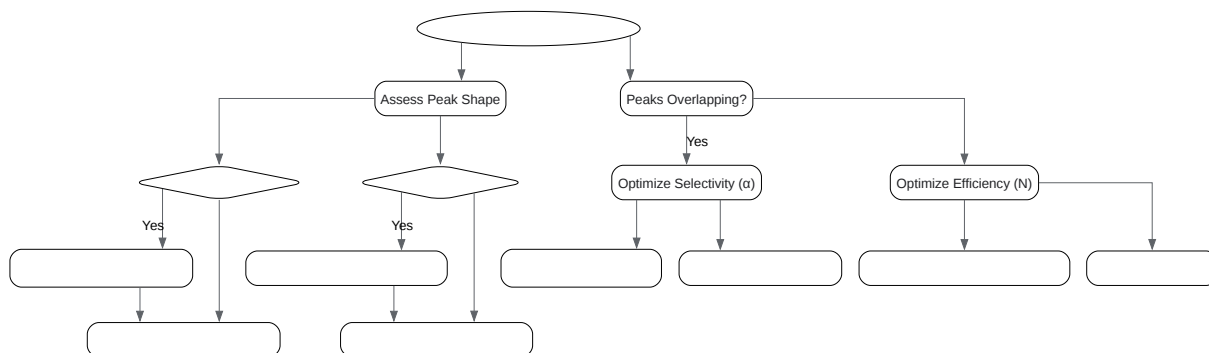 Assess Peak Shape
Peaks Overlapping?
Yes
Optimize Selectivity (α)
Optimize Efficiency (N)
Yes
Yes